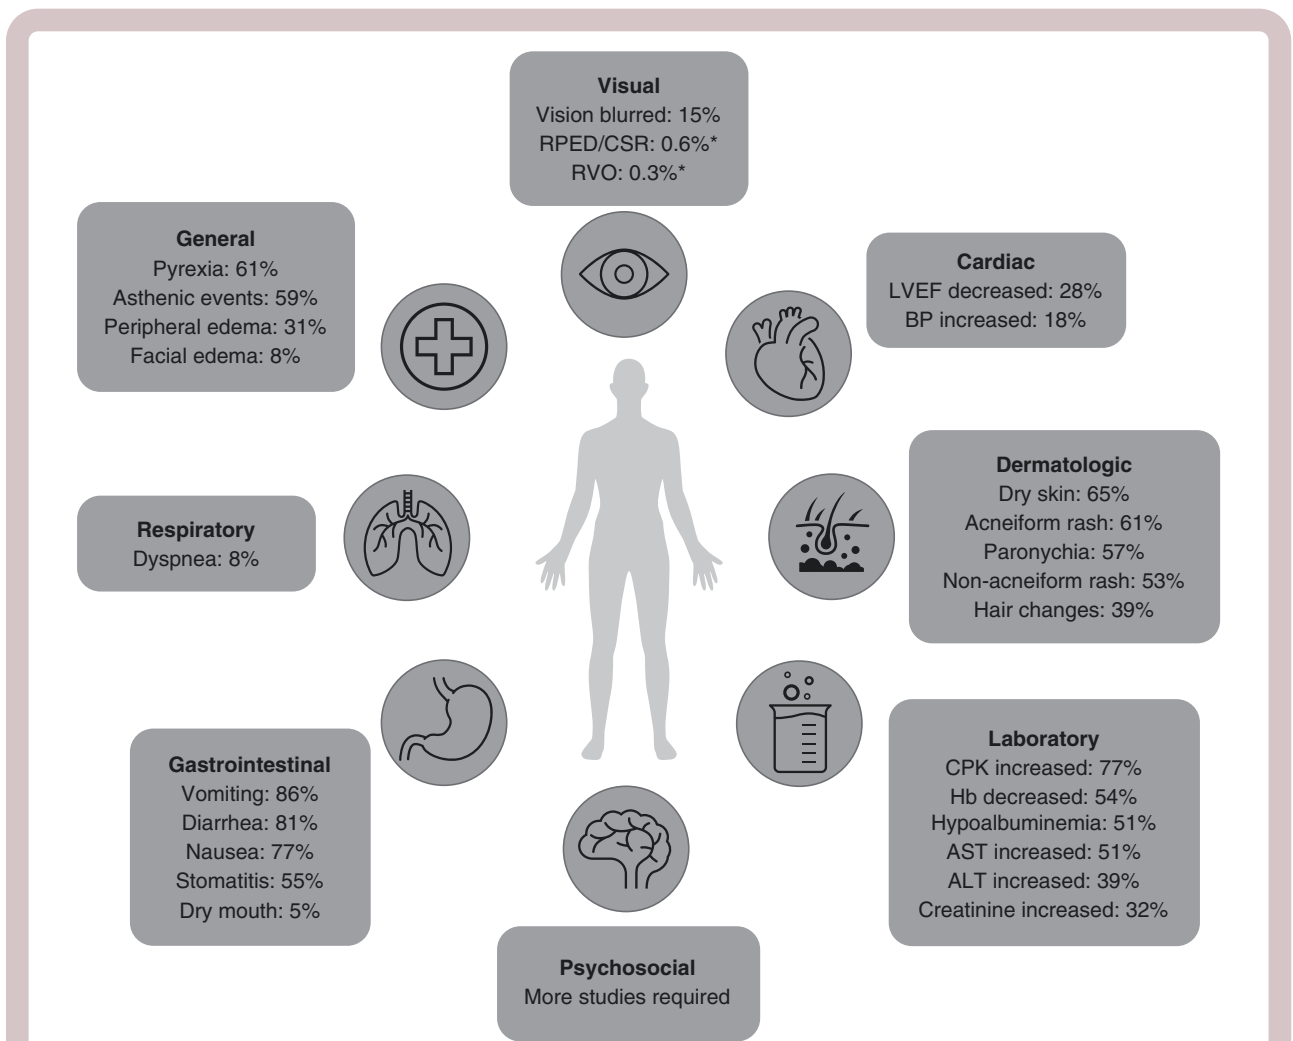 Visual
Vision blurred: 15%
RPED/CSR: 0.6%*
RVO: 0.3%*
General
Pyrexia: 61%
Asthenic events: 59%
Peripheral edema: 31%
Facial edema: 8%
Cardiac
LVEF decreased: 28%
BP increased: 18%
Respiratory
Dyspnea: 8%
Dermatologic
Dry skin: 65%
Acneiform rash: 61%
Paronychia: 57%
Non-acneiform rash: 53%
Hair changes: 39%
Gastrointestinal
Vomiting: 86%
Diarrhea: 81%
Nausea: 77%
Stomatitis: 55%
Dry mouth: 5%
Laboratory
CPK increased: 77%
Hb decreased: 54%
Hypoalbuminemia: 51%
AST increased: 51%
ALT increased: 39%
Creatinine increased: 32%
Psychosocial
More studies required